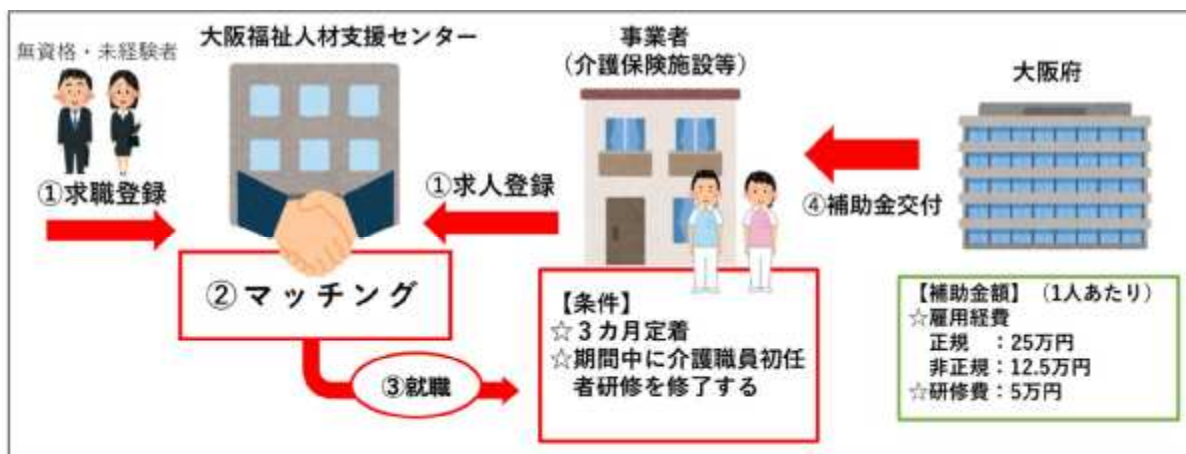 無資格・未経験者
①求職登録
大阪福祉人材支援センター
②マッチング
③就職
①求人登録
事業者
（介護保険施設等）
【条件】
☆３カ月定着
☆期間中に介護職員初任
者研修を修了する
④補助金交付
大阪府
【補助金額】（1人あたり）
☆雇用経費
正規　：25万円
非正規：12.5万円
☆研修費：5万円